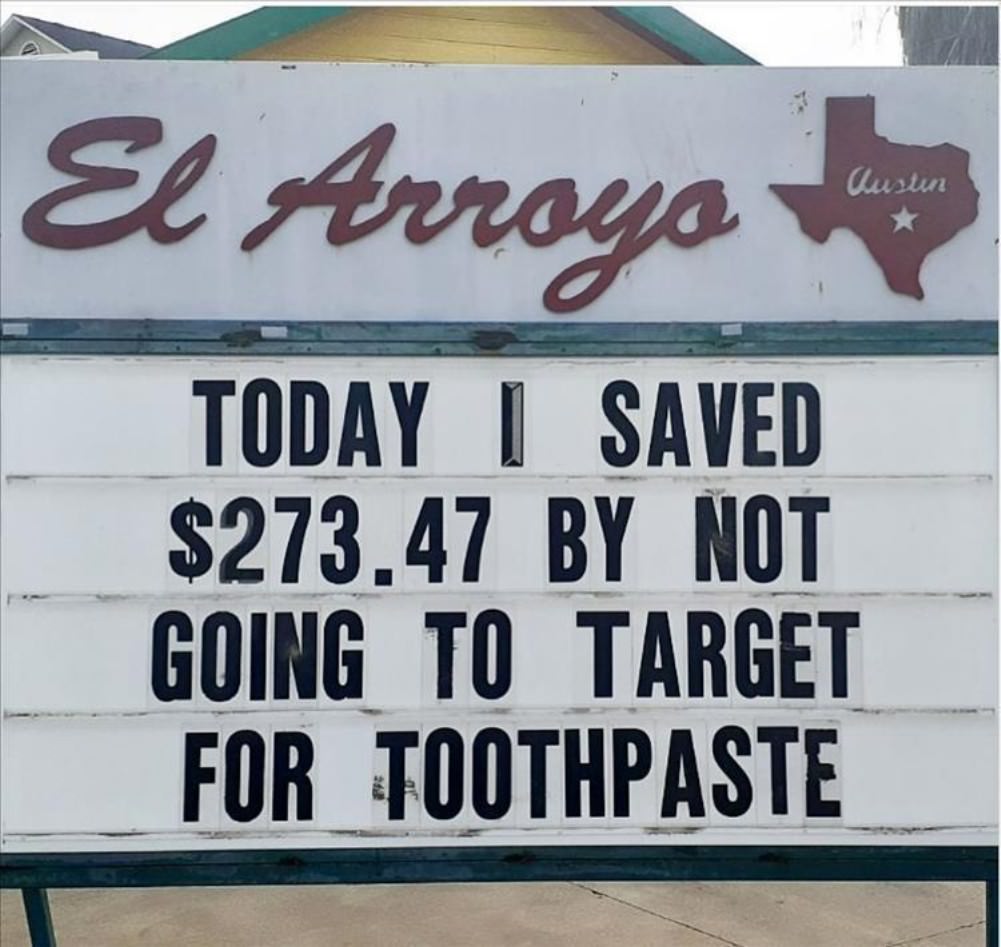 El Arroyo
Austin
TODAY I SAVED
$273.47 BY NOT
GOING TO TARGET
FOR TOOTHPASTE